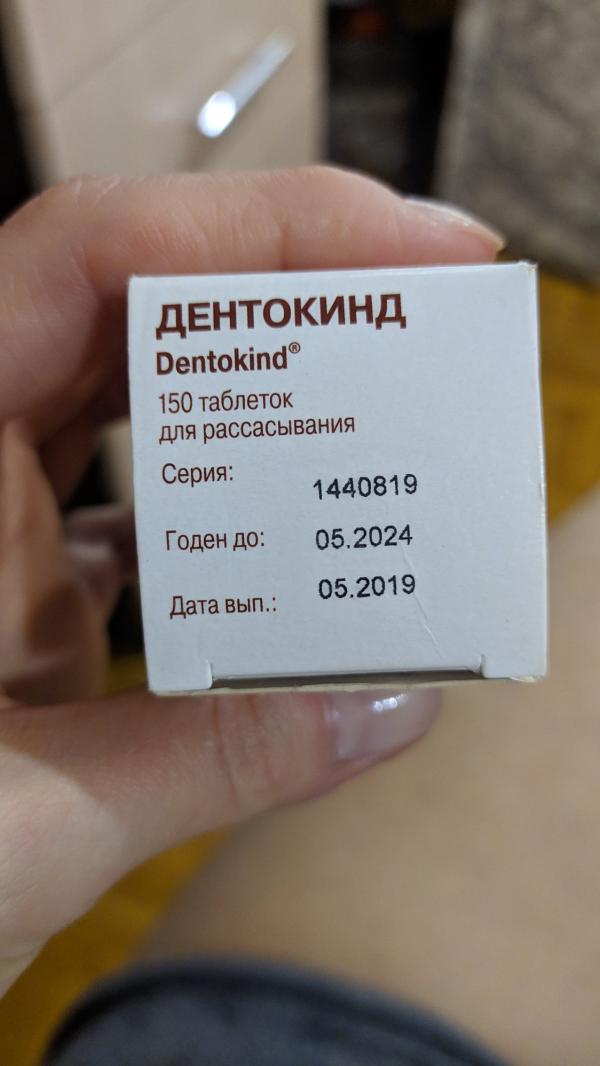 ДЕНТОКИНД
Dentokind®
150 таблеток
для рассасывания
Серия: 1440819
Годен до: 05.2024
Дата вып.: 05.2019